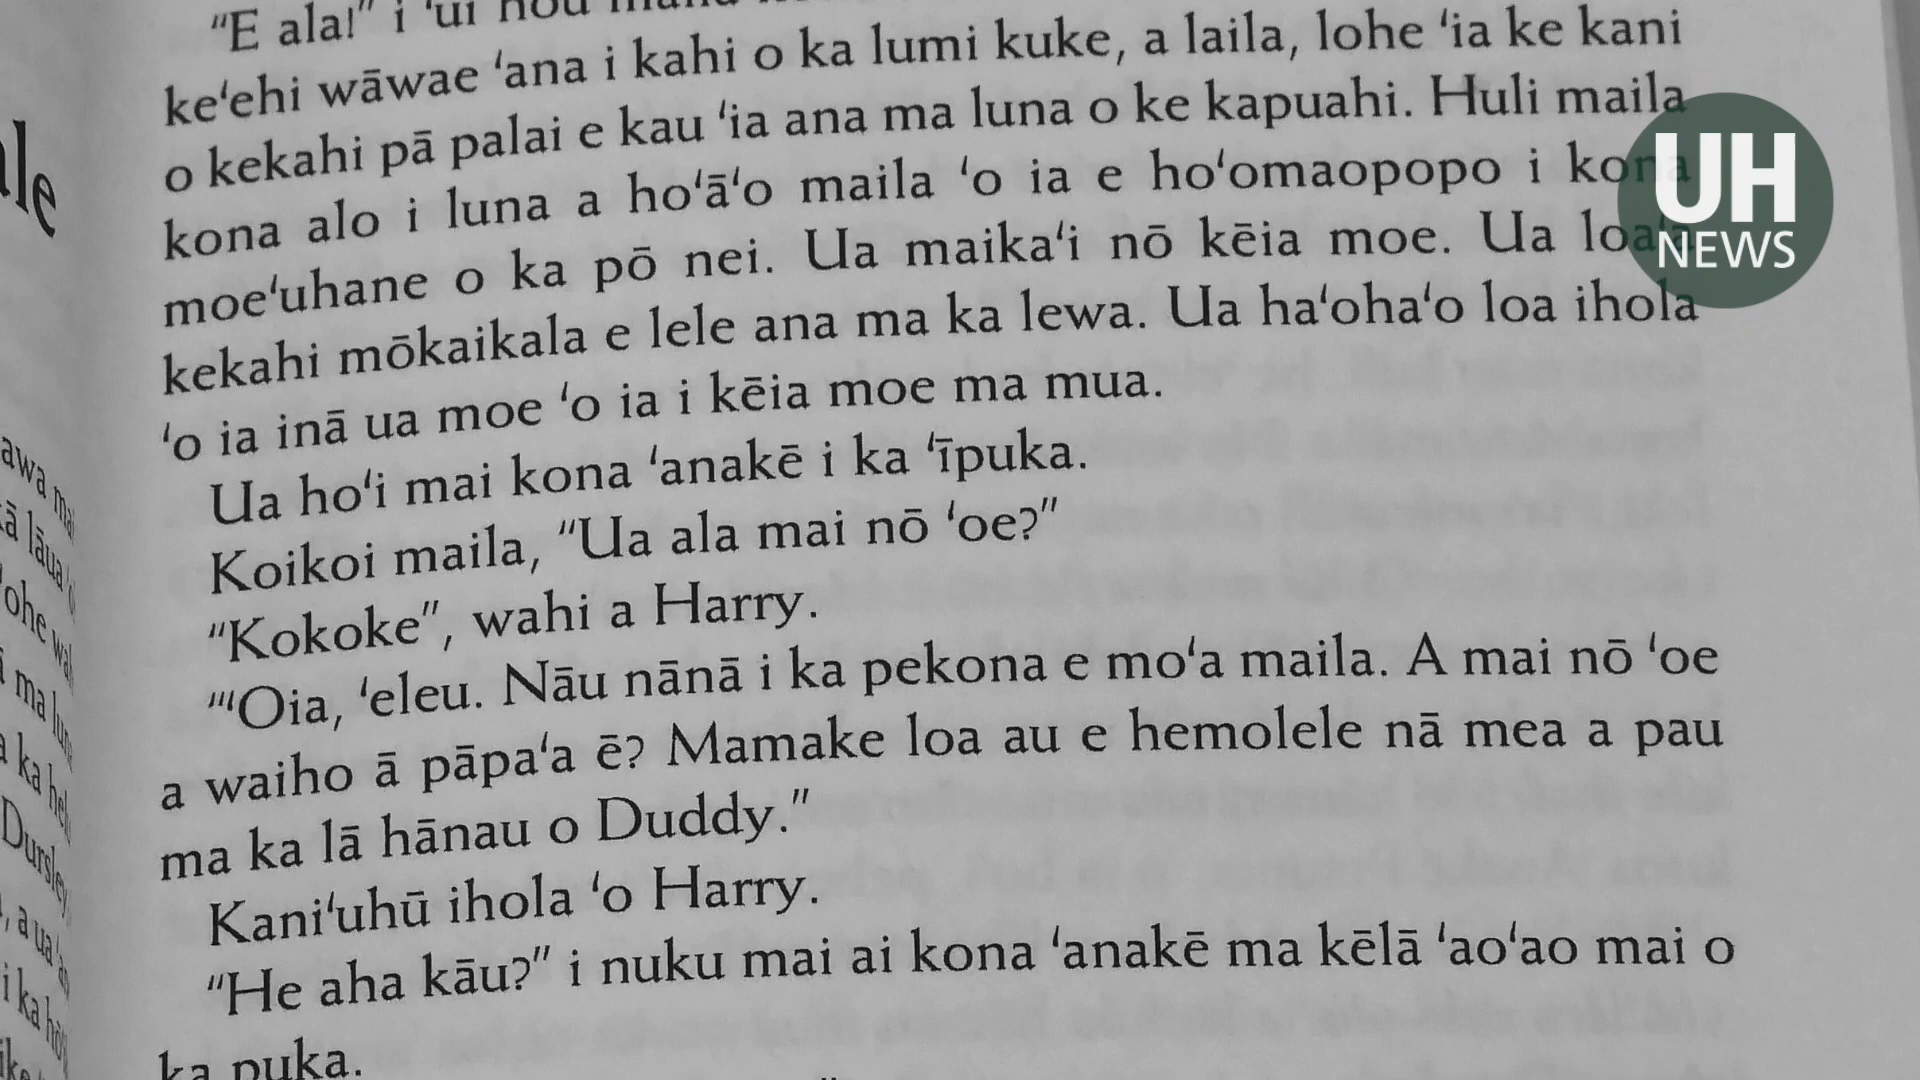 "E ala!" i
keʻehi wāwae ʻana i kahi o ka lumi kuke, a laila, lohe ʻia ke kani
o kekahi pā palai e kau ʻia ana ma luna o ke kapuahi. Huli maila
kona alo i luna a hoʻāʻo maila ʻo ia e hoʻomaopopo i kona
moeʻuhane o ka pō nei. Ua maikaʻi nō kēia moe. Ua loaʻa
kekahi mōkaikala e lele ana ma ka lewa. Ua haʻohaʻo loa ihola
ʻo ia inā ua moe ʻo ia i kēia moe ma mua.
Ua hoʻi mai kona ʻanakē i ka ʻīpuka.
Koikoi maila, "Ua ala mai nō ʻoe?"
"Kokoke", wahi a Harry.
"ʻOia, ʻeleu. Nāu nānā i ka pekona e moʻa maila. A mai nō ʻoe
a waiho ā pāpaʻa ē? Mamake loa au e hemolele nā mea a pau
ma ka lā hānau o Duddy."
Kaniʻuhū ihola ʻo Harry.
"He aha kāu?" i nuku mai ai kona ʻanakē ma kēlā ʻaoʻao mai o
ka puka.
UH
NEWS